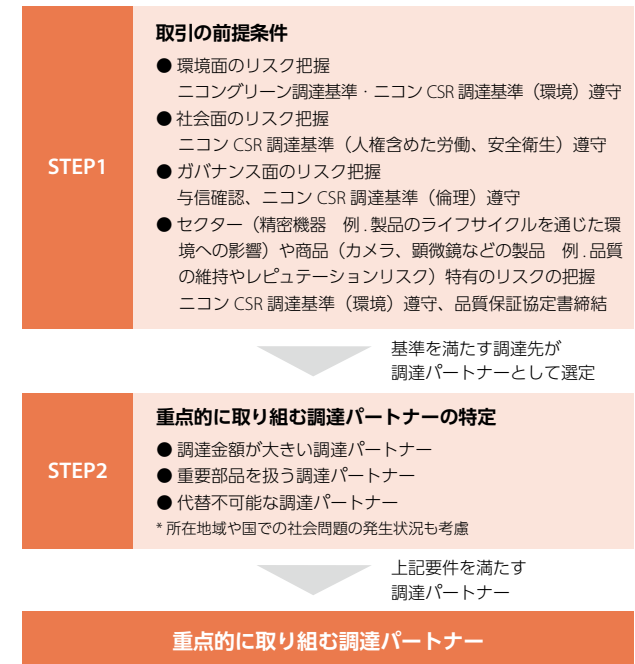 STEP1
取引の前提条件
● 環境面のリスク把握
ニコングリーン調達基準・ニコン CSR 調達基準（環境）遵守
● 社会面のリスク把握
ニコン CSR 調達基準（人権含めた労働、安全衛生）遵守
● ガバナンス面のリスク把握
与信確認、ニコン CSR 調達基準（倫理）遵守
● セクター（精密機器　例 . 製品のライフサイクルを通じた環
境への影響）や商品（カメラ、顕微鏡などの製品　例 . 品質
の維持やレピュテーションリスク）特有のリスクの把握
ニコン CSR 調達基準（環境）遵守、品質保証協定書締結
基準を満たす調達先が
調達パートナーとして選定
STEP2
重点的に取り組む調達パートナーの特定
● 調達金額が大きい調達パートナー
● 重要部品を扱う調達パートナー
● 代替不可能な調達パートナー
* 所在地域や国での社会問題の発生状況も考慮
上記要件を満たす
調達パートナー
重点的に取り組む調達パートナー